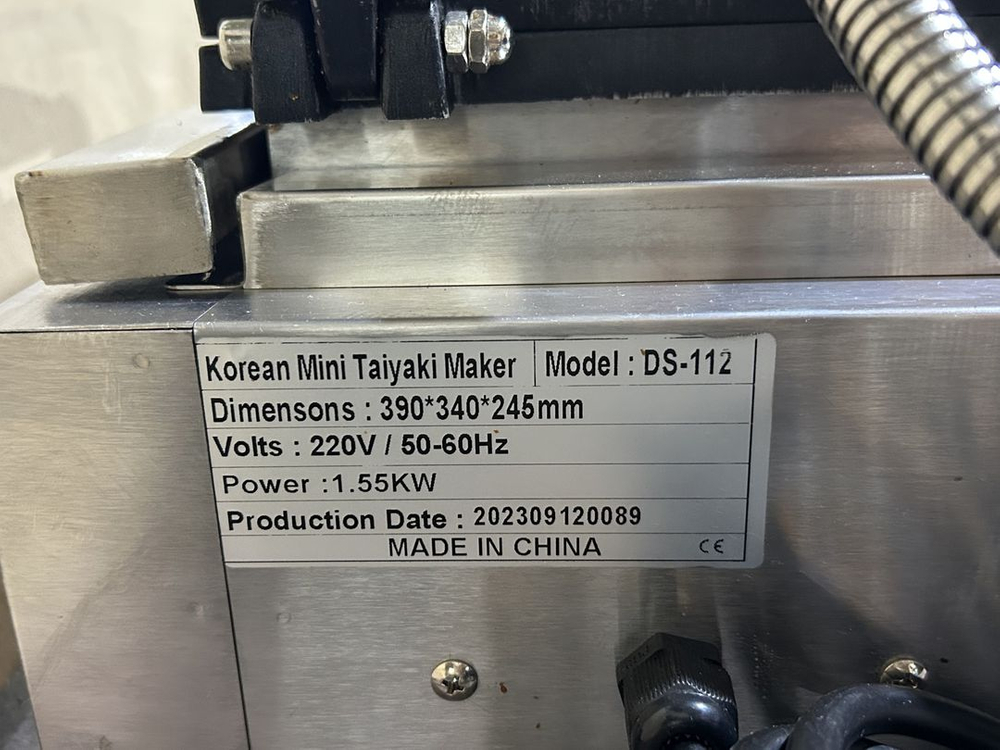 Korean Mini Taiyaki Maker Model : DS-112
Dimensons : 390*340*245mm
Volts : 220V / 50-60Hz
Power :1.55KW
Production Date : 202309120089
MADE IN CHINA CE